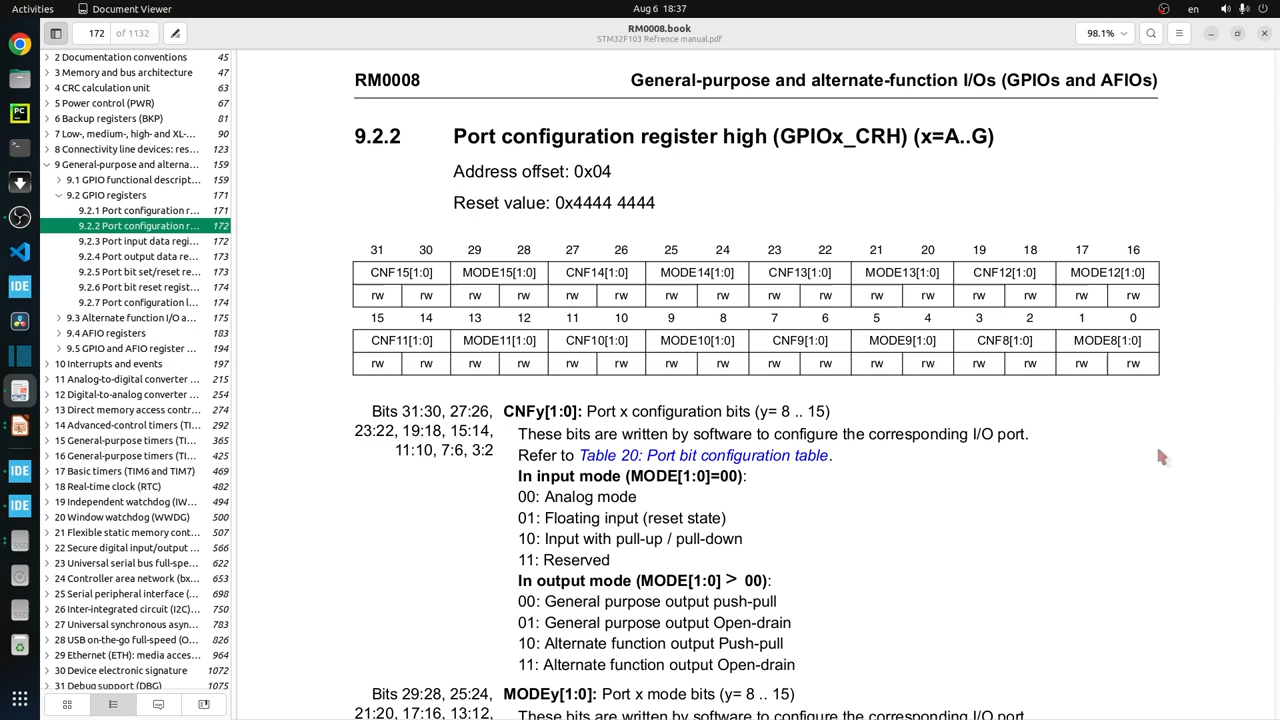 Activities Document Viewer Aug 6 18:37 en
172 of 1132 RM0008.book 98.1%
STM32F103 Refrence manual.pdf
2 Documentation conventions 45
3 Memory and bus architecture 47
4 CRC calculation unit 63
5 Power control (PWR) 67
6 Backup registers (BKP) 81
7 Low-, medium-, high- and XL-... 90
8 Connectivity line devices: res... 123
9 General-purpose and alterna... 159
9.1 GPIO functional descript... 159
9.2 GPIO registers 171
9.2.1 Port configuration r... 171
9.2.2 Port configuration r... 172
9.2.3 Port input data regi... 172
9.2.4 Port output data re... 173
9.2.5 Port bit set/reset re... 173
9.2.6 Port bit reset regist... 174
9.2.7 Port configuration l... 174
9.3 Alternate function I/O a... 175
9.4 AFIO registers 183
9.5 GPIO and AFIO register ... 194
10 Interrupts and events 197
11 Analog-to-digital converter ... 215
12 Digital-to-analog converter ... 254
13 Direct memory access contr... 274
14 Advanced-control timers (TI... 292
15 General-purpose timers (TI... 365
16 General-purpose timers (TI... 425
17 Basic timers (TIM6 and TIM7) 469
18 Real-time clock (RTC) 482
19 Independent watchdog (IW... 494
20 Window watchdog (WWDG) 500
21 Flexible static memory cont... 507
22 Secure digital input/output ... 566
23 Universal serial bus full-spe... 622
24 Controller area network (bx... 653
25 Serial peripheral interface (... 698
26 Inter-integrated circuit (I2C)... 750
27 Universal synchronous asyn... 783
28 USB on-the-go full-speed (O... 826
29 Ethernet (ETH): media acces... 964
30 Device electronic signature 1072
31 Debug support (DBG) 1075
PC
IDE
IDE
IDE
SSD
SSD
RM0008 General-purpose and alternate-function I/Os (GPIOs and AFIOs)
9.2.2 Port configuration register high (GPIOx_CRH) (x=A..G)
Address offset: 0x04
Reset value: 0x4444 4444
31 30 29 28 27 26 25 24 23 22 21 20 19 18 17 16
CNF15[1:0] MODE15[1:0] CNF14[1:0] MODE14[1:0] CNF13[1:0] MODE13[1:0] CNF12[1:0] MODE12[1:0]
rw rw rw rw rw rw rw rw rw rw rw rw rw rw rw rw
15 14 13 12 11 10 9 8 7 6 5 4 3 2 1 0
CNF11[1:0] MODE11[1:0] CNF10[1:0] MODE10[1:0] CNF9[1:0] MODE9[1:0] CNF8[1:0] MODE8[1:0]
rw rw rw rw rw rw rw rw rw rw rw rw rw rw rw rw
Bits 31:30, 27:26, CNFy[1:0]: Port x configuration bits (y= 8 .. 15)
23:22, 19:18, 15:14, These bits are written by software to configure the corresponding I/O port.
11:10, 7:6, 3:2 Refer to Table 20: Port bit configuration table.
In input mode (MODE[1:0]=00):
00: Analog mode
01: Floating input (reset state)
10: Input with pull-up / pull-down
11: Reserved
In output mode (MODE[1:0] > 00):
00: General purpose output push-pull
01: General purpose output Open-drain
10: Alternate function output Push-pull
11: Alternate function output Open-drain
Bits 29:28, 25:24, MODEy[1:0]: Port x mode bits (y= 8 .. 15)
21:20, 17:16, 13:12, These bits are written by software to configure the corresponding I/O port.